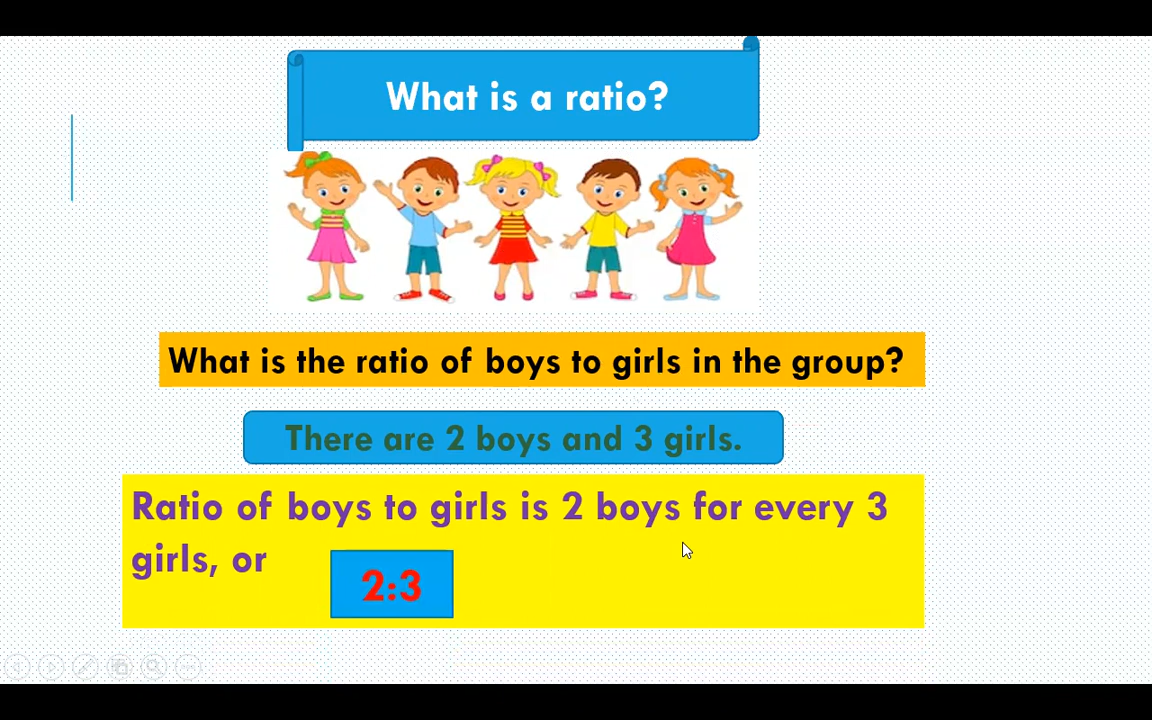 What is a ratio?
What is the ratio of boys to girls in the group?
There are 2 boys and 3 girls.
Ratio of boys to girls is 2 boys for every 3
girls, or
2:3